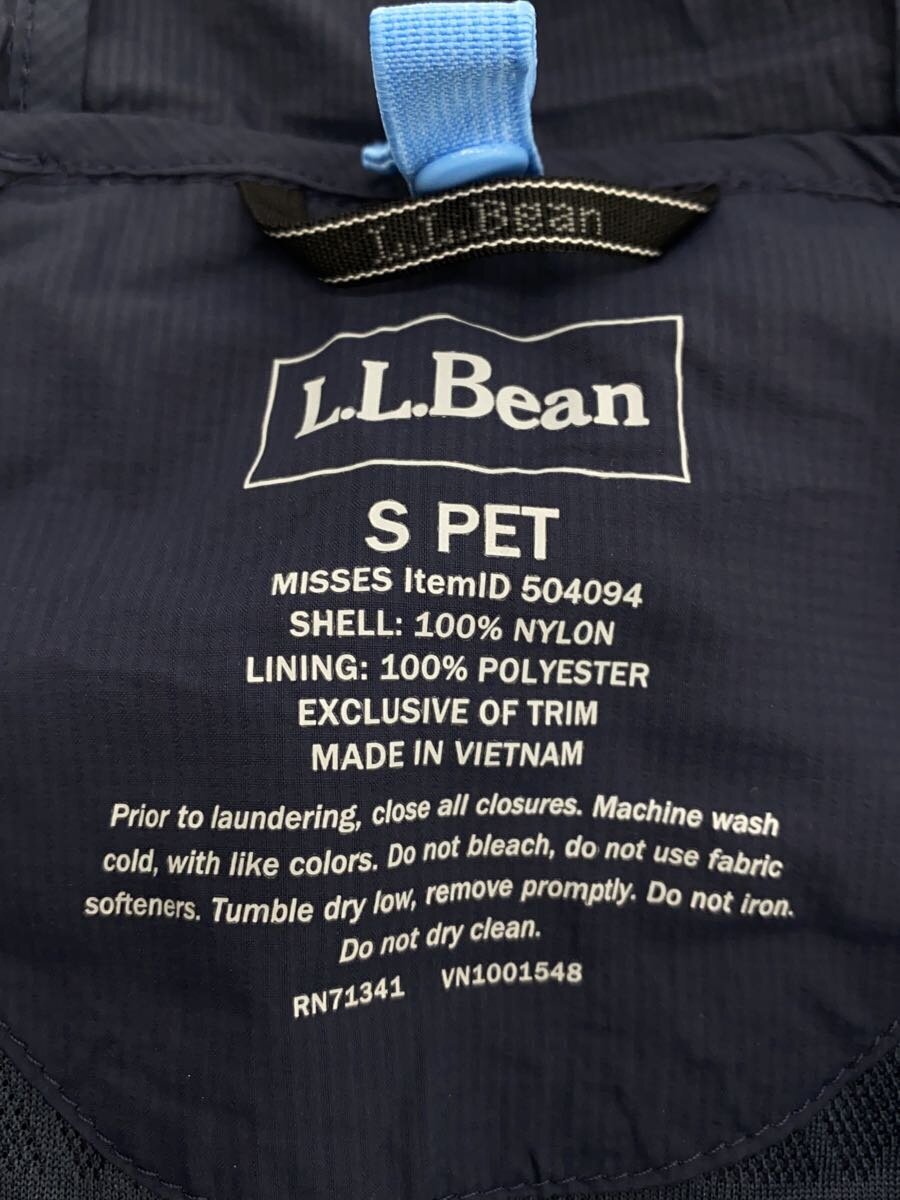 L.L.Bean
L.L.Bean
S PET
MISSES ItemID 504094
SHELL: 100% NYLON
LINING: 100% POLYESTER
EXCLUSIVE OF TRIM
MADE IN VIETNAM
Prior to laundering, close all closures. Machine wash
cold, with like colors. Do not bleach, do not use fabric
softeners. Tumble dry low, remove promptly. Do not iron.
Do not dry clean.
RN71341 VN1001548